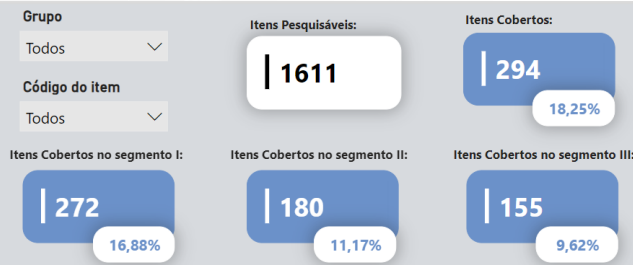 Grupo
Todos
Código do item
Todos
Itens Pesquisáveis:
1611
Itens Cobertos:
294
18,25%
Itens Cobertos no segmento I:
272
16,88%
Itens Cobertos no segmento II:
180
11,17%
Itens Cobertos no segmento III:
155
9,62%